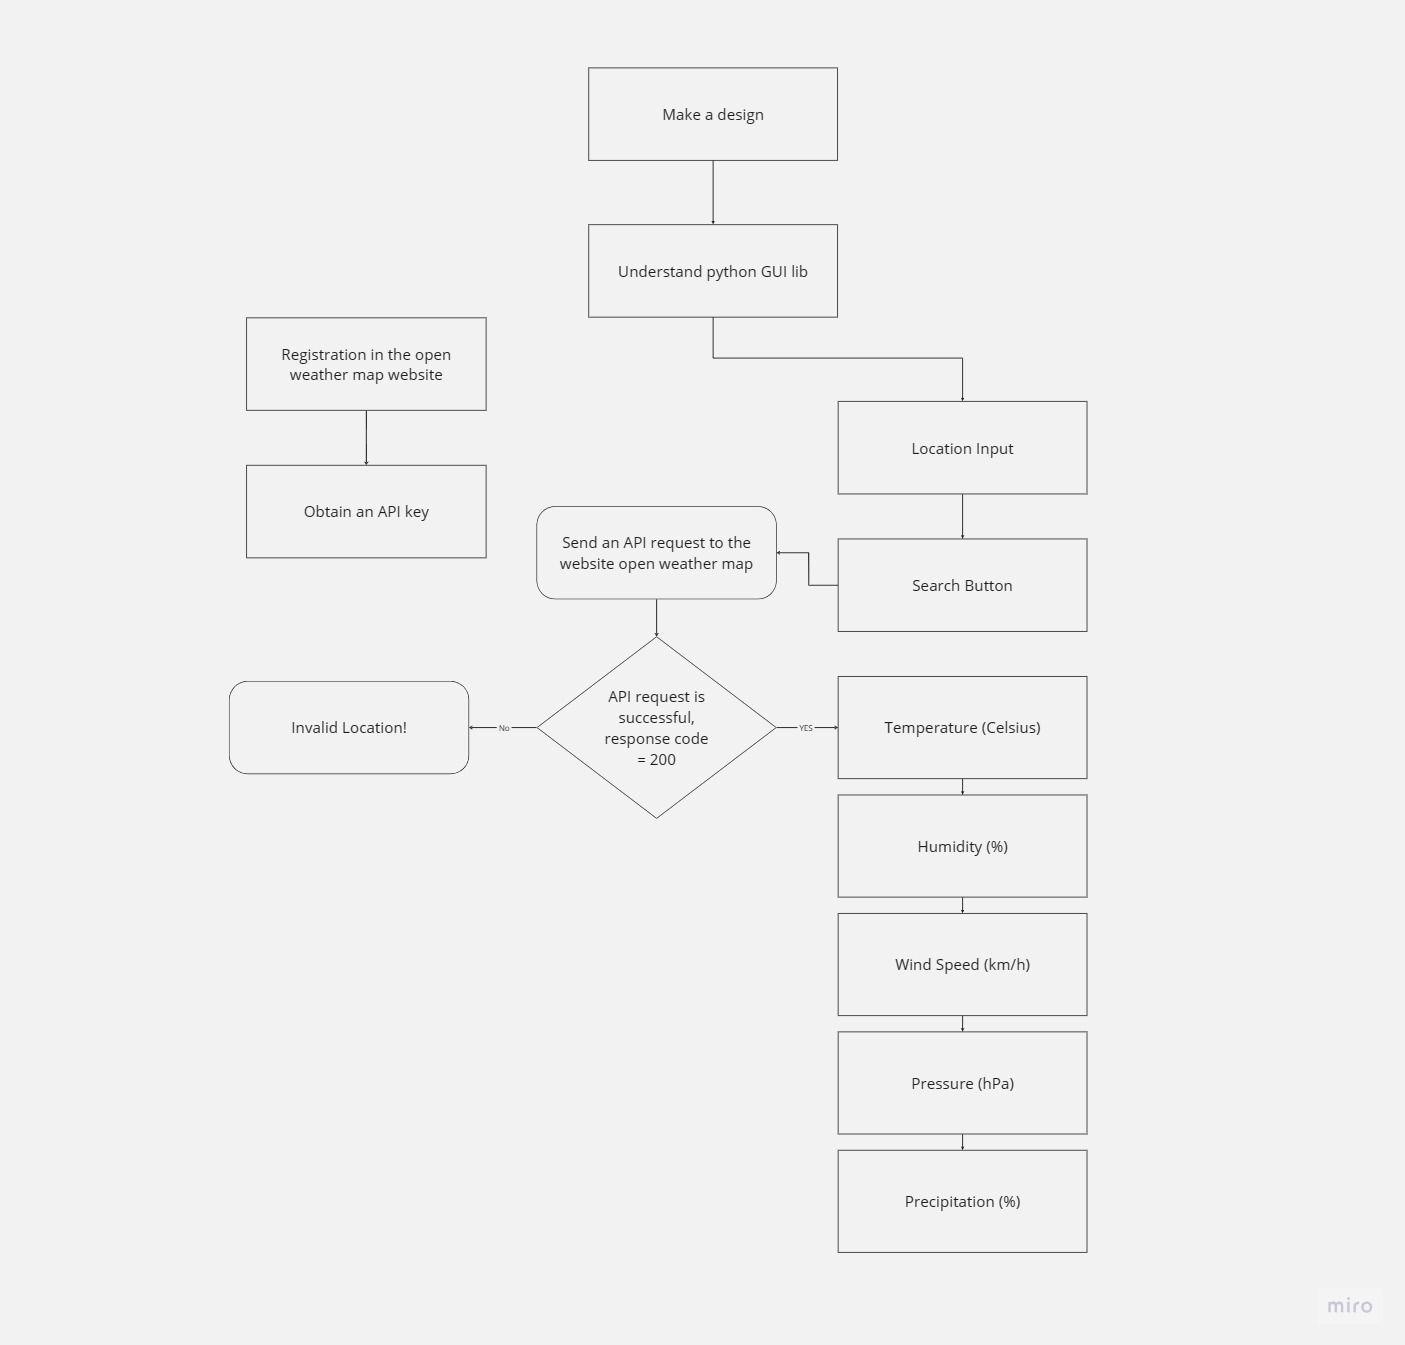 Make a design
Understand python GUI lib
Registration in the open
weather map website
Location Input
Obtain an API key
Send an API request to the
website open weather map
Search Button
Invalid Location!
No
API request is
successful,
response code
= 200
YES
Temperature (Celsius)
Humidity (%)
Wind Speed (km/h)
Pressure (hPa)
Precipitation (%)
miro